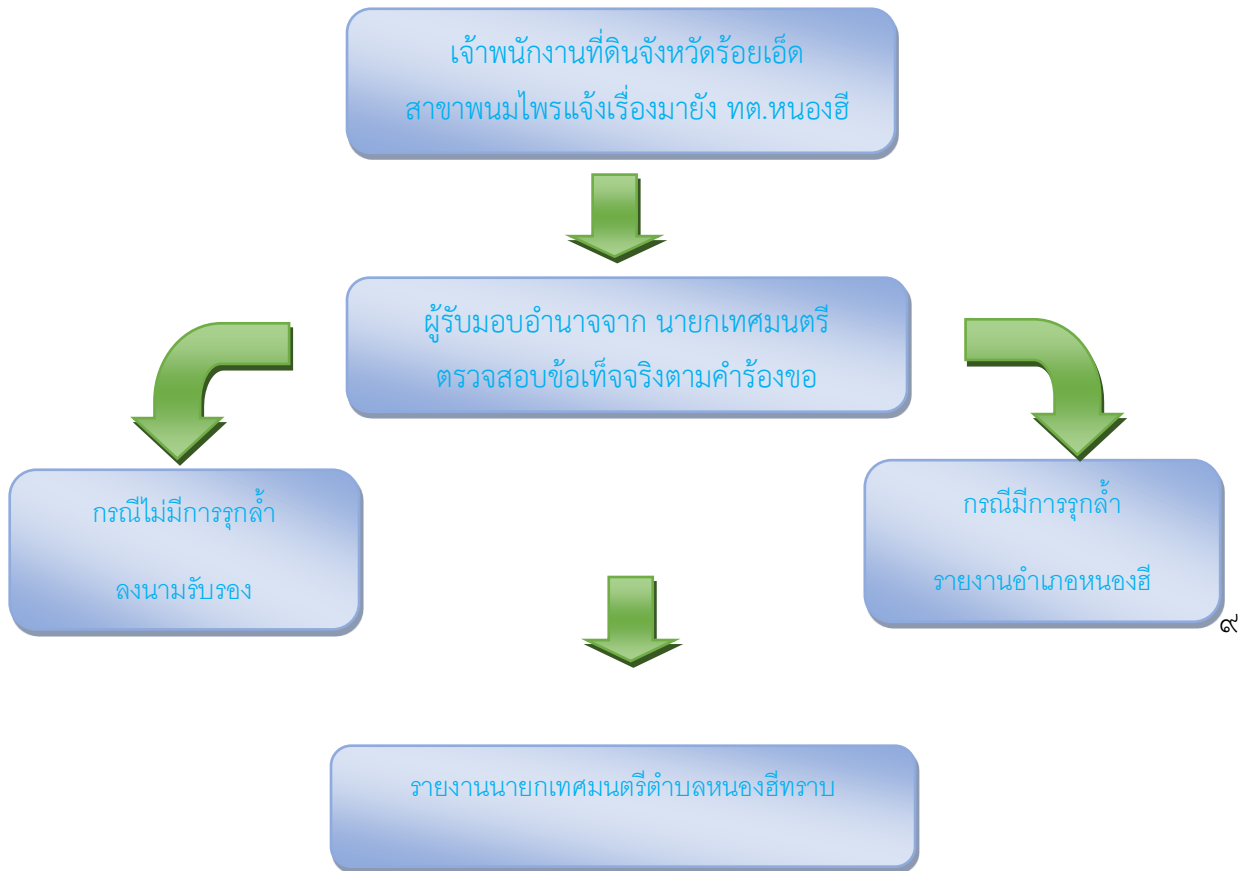 เจ้าพนักงานที่ดินจังหวัดร้อยเอ็ด
สาขาพนมไพรแจ้งเรื่องมายัง ทต.หนองฮี
ผู้รับมอบอำนาจจาก นายกเทศมนตรี
ตรวจสอบข้อเท็จจริงตามคำร้องขอ
กรณีไม่มีการรุกล้ำ
ลงนามรับรอง
กรณีมีการรุกล้ำ
รายงานอำเภอหนองฮี
๙
รายงานนายกเทศมนตรีตำบลหนองฮีทราบ